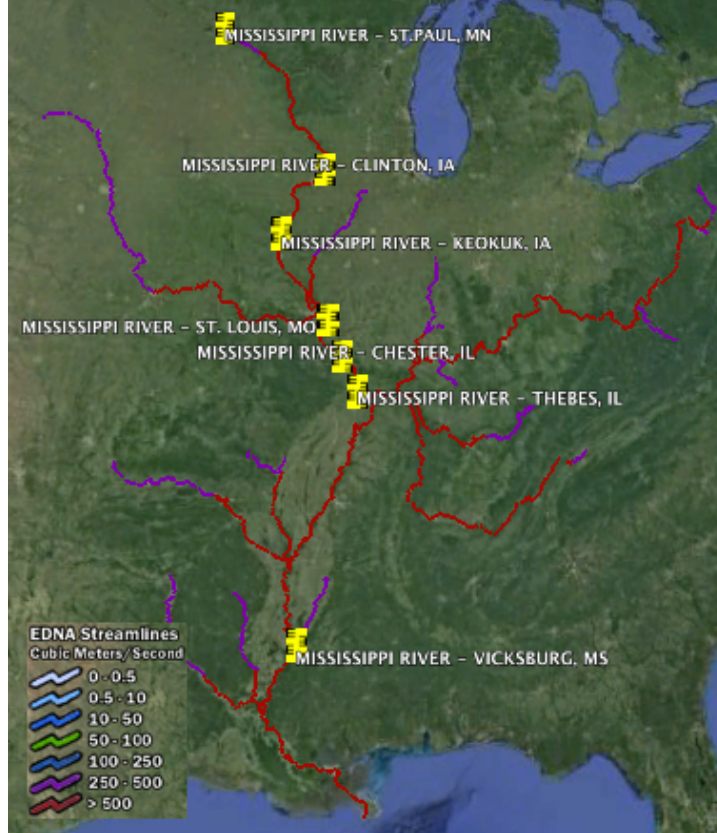 MISSISSIPPI RIVER - ST.PAUL, MN
MISSISSIPPI RIVER - CLINTON, IA
MISSISSIPPI RIVER - KEOKUK, IA
MISSISSIPPI RIVER - ST. LOUIS, MO
MISSISSIPPI RIVER - CHESTER, IL
MISSISSIPPI RIVER - THEBES, IL
MISSISSIPPI RIVER - VICKSBURG, MS
EDNA Streamlines
Cubic Meters/Second
0 - 0.5
0.5 - 10
10 - 50
50 - 100
100 - 250
250 - 500
> 500